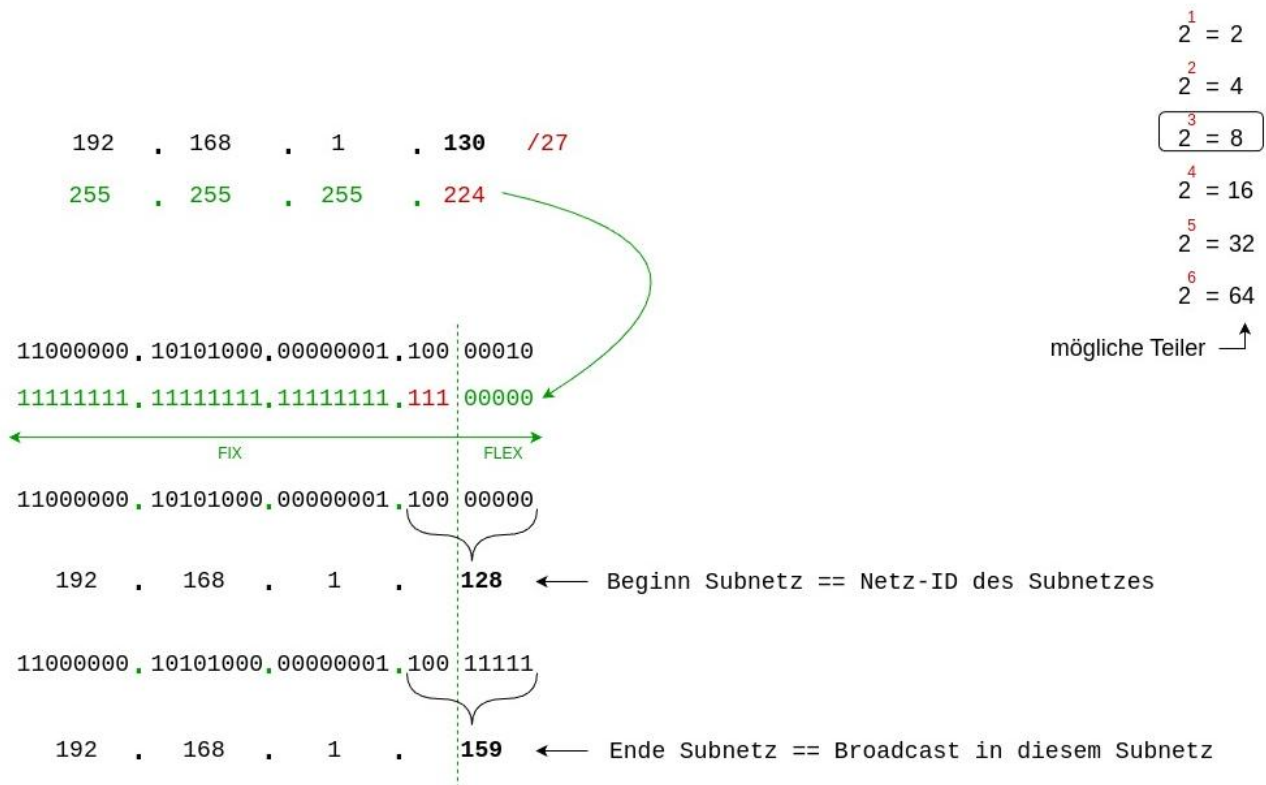 192 . 168 . 1 . 130 /27
255 . 255 . 255 . 224
11000000.10101000.00000001.100 00010
11111111.11111111.11111111.111 00000
FIX FLEX
11000000.10101000.00000001.100 00000
192 . 168 . 1 . 128 Beginn Subnetz == Netz-ID des Subnetzes
11000000.10101000.00000001.100 11111
192 . 168 . 1 . 159 Ende Subnetz == Broadcast in diesem Subnetz
2¹ = 2
2² = 4
2³ = 8
2⁴ = 16
2⁵ = 32
2⁶ = 64
mögliche Teiler